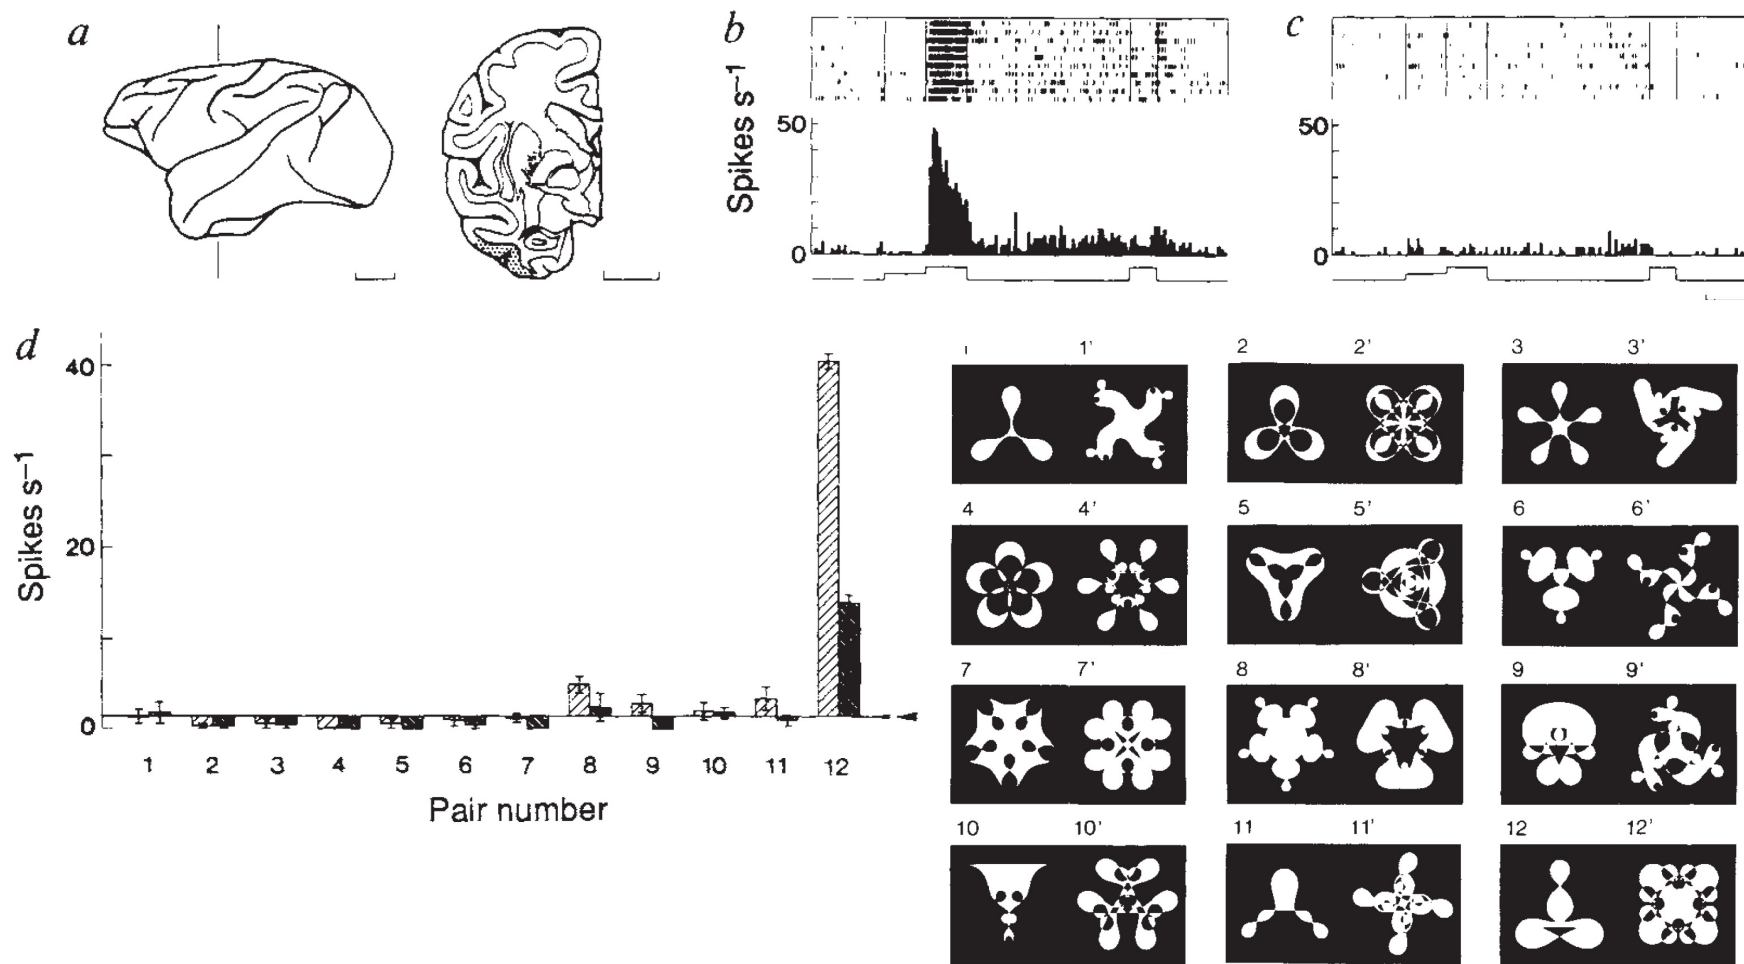 a
b
c
Spikes s⁻¹
50
0
50
0
d
Spikes s⁻¹
40
20
0
1 2 3 4 5 6 7 8 9 10 11 12
Pair number
1 1' 2 2' 3 3'
4 4' 5 5' 6 6'
7 7' 8 8' 9 9'
10 10' 11 11' 12 12'